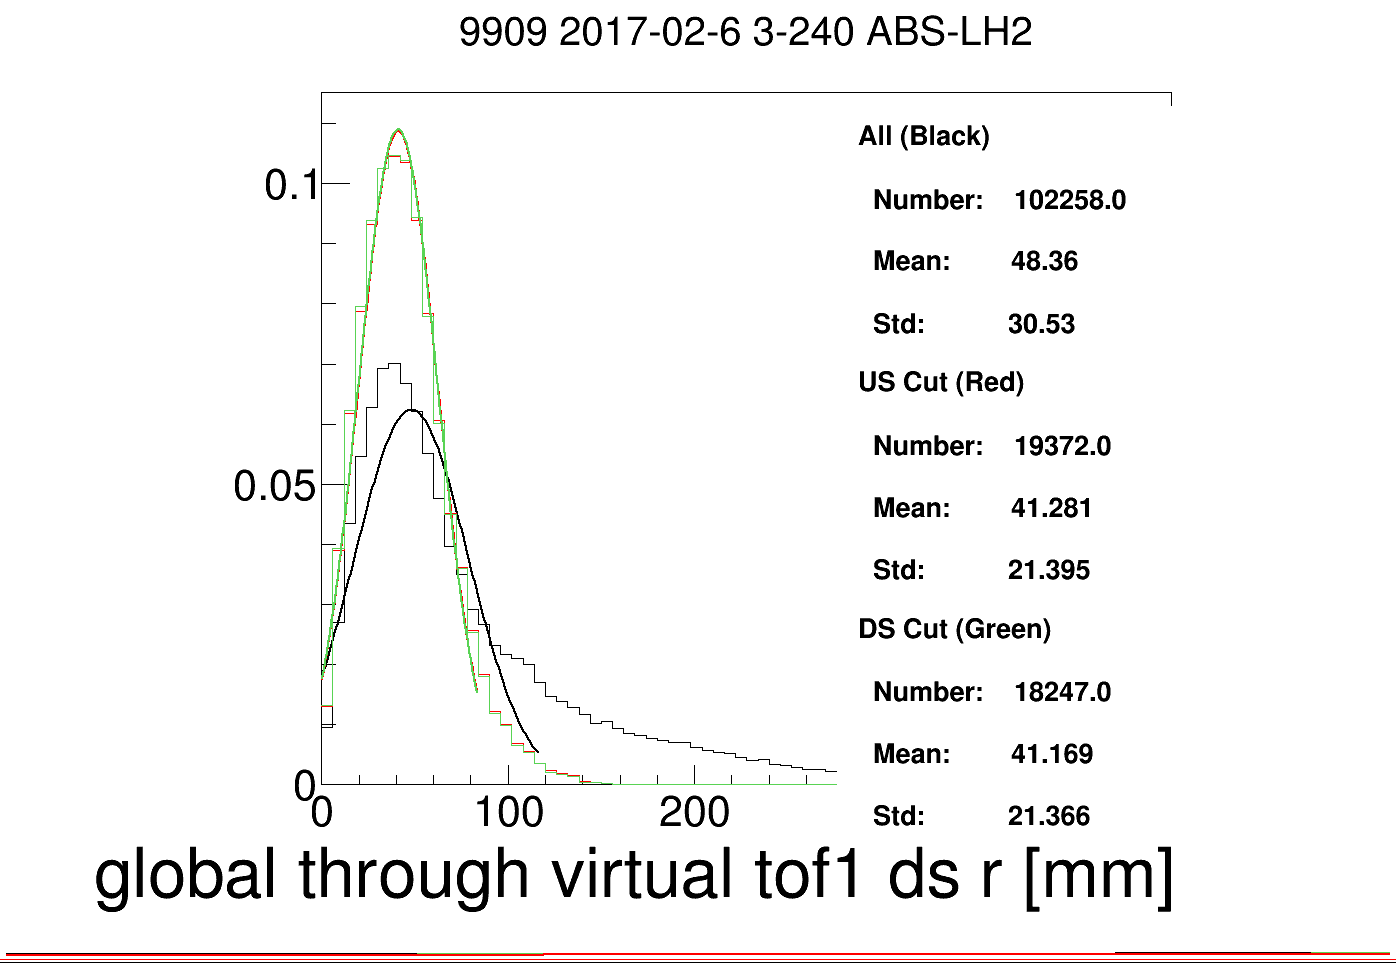 9909 2017-02-6 3-240 ABS-LH2
All (Black)
Number: 102258.0
Mean: 48.36
Std: 30.53
US Cut (Red)
Number: 19372.0
Mean: 41.281
Std: 21.395
DS Cut (Green)
Number: 18247.0
Mean: 41.169
Std: 21.366
0.1
0.05
0
0 100 200
global through virtual tof1 ds r [mm]